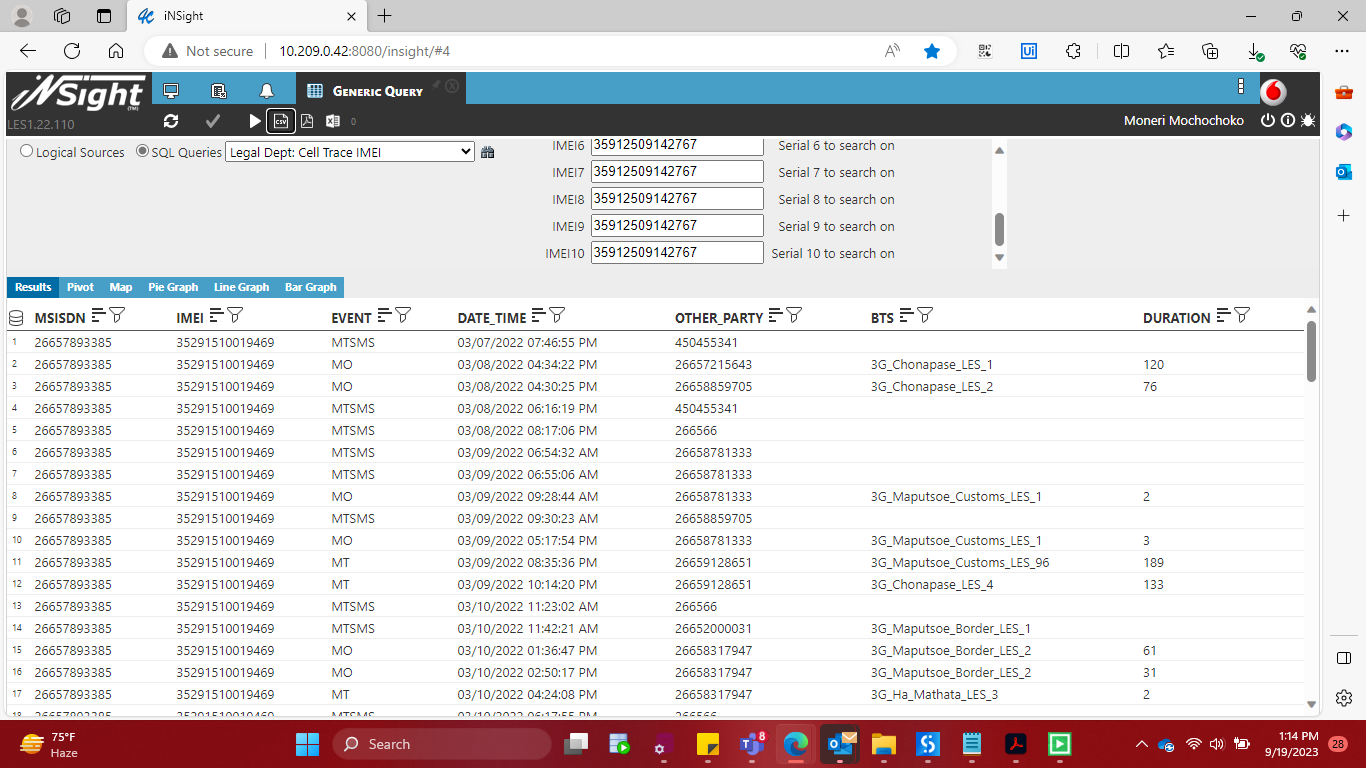 iNSight
Not secure
10.209.0.42:8080/insight/#4
iNSight (TM)
GENERIC QUERY
LES1.22.110
CSV
0
Moneri Mochochoko
Logical Sources
SQL Queries
Legal Dept: Cell Trace IMEI
IMEI6 35912509142767 Serial 6 to search on
IMEI7 35912509142767 Serial 7 to search on
IMEI8 35912509142767 Serial 8 to search on
IMEI9 35912509142767 Serial 9 to search on
IMEI10 35912509142767 Serial 10 to search on
Results Pivot Map Pie Graph Line Graph Bar Graph
MSISDN IMEI EVENT DATE_TIME OTHER_PARTY BTS DURATION
1 26657893385 35291510019469 MTSMS 03/07/2022 07:46:55 PM 450455341
2 26657893385 35291510019469 MO 03/08/2022 04:34:22 PM 26657215643 3G_Chonapase_LES_1 120
3 26657893385 35291510019469 MO 03/08/2022 04:30:25 PM 26658859705 3G_Chonapase_LES_2 76
4 26657893385 35291510019469 MTSMS 03/08/2022 06:16:19 PM 450455341
5 26657893385 35291510019469 MTSMS 03/08/2022 08:17:06 PM 266566
6 26657893385 35291510019469 MTSMS 03/09/2022 06:54:32 AM 26658781333
7 26657893385 35291510019469 MTSMS 03/09/2022 06:55:06 AM 26658781333
8 26657893385 35291510019469 MO 03/09/2022 09:28:44 AM 26658781333 3G_Maputsoe_Customs_LES_1 2
9 26657893385 35291510019469 MTSMS 03/09/2022 09:30:23 AM 26658859705
10 26657893385 35291510019469 MO 03/09/2022 05:17:54 PM 26658781333 3G_Maputsoe_Customs_LES_1 3
11 26657893385 35291510019469 MT 03/09/2022 08:35:36 PM 26659128651 3G_Maputsoe_Customs_LES_96 189
12 26657893385 35291510019469 MT 03/09/2022 10:14:20 PM 26659128651 3G_Chonapase_LES_4 133
13 26657893385 35291510019469 MTSMS 03/10/2022 11:23:02 AM 266566
14 26657893385 35291510019469 MTSMS 03/10/2022 11:42:21 AM 26652000031 3G_Maputsoe_Border_LES_1
15 26657893385 35291510019469 MO 03/10/2022 01:36:47 PM 26658317947 3G_Maputsoe_Border_LES_2 61
16 26657893385 35291510019469 MO 03/10/2022 02:50:17 PM 26658317947 3G_Maputsoe_Border_LES_2 31
17 26657893385 35291510019469 MT 03/10/2022 04:24:08 PM 26658317947 3G_Ha_Mathata_LES_3 2
18 26657893385 35291510019469 MTSMS 03/10/2022 06:17:55 PM 266566
75°F
Haze
Search
8
1:14 PM
9/19/2023
28